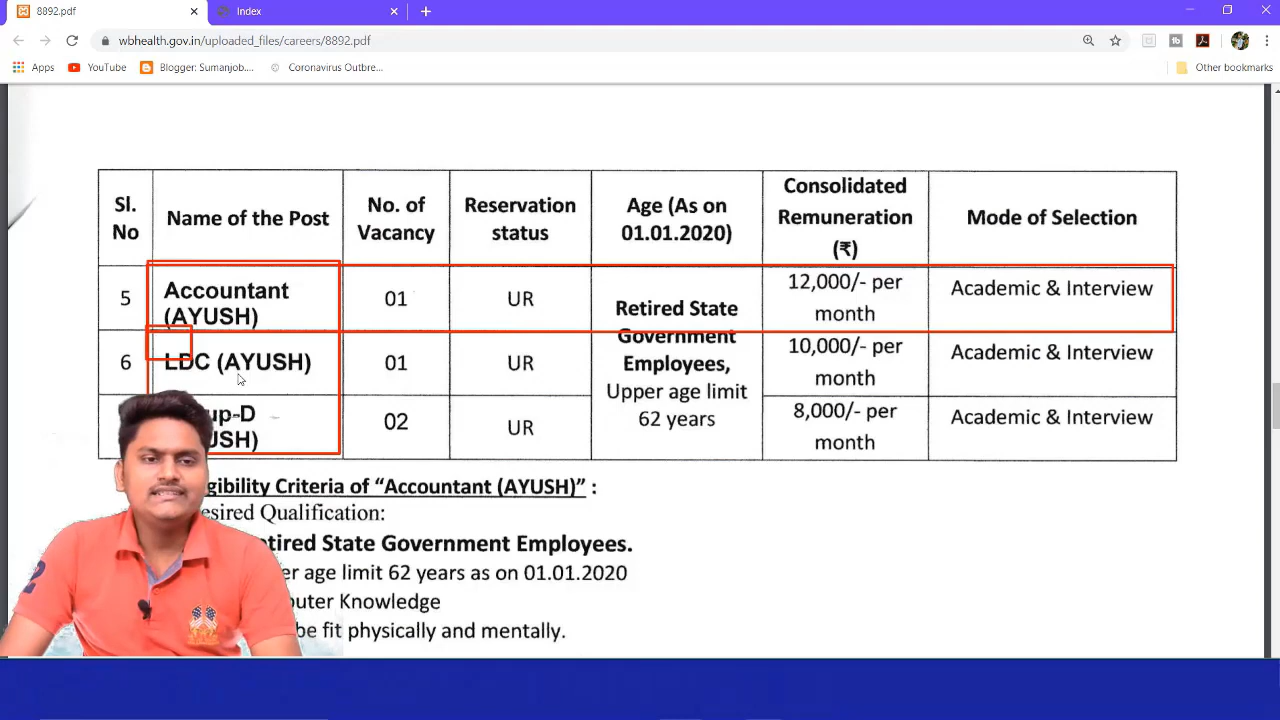 8892.pdf
Index
wbhealth.gov.in/uploaded_files/careers/8892.pdf
Apps
YouTube
Blogger: Sumanjob....
Coronavirus Outbre...
Other bookmarks
Sl. No
Name of the Post
No. of Vacancy
Reservation status
Age (As on 01.01.2020)
Consolidated Remuneration (₹)
Mode of Selection
5
Accountant (AYUSH)
01
UR
Retired State Government Employees,
Upper age limit 62 years
12,000/- per month
Academic & Interview
6
LDC (AYUSH)
01
UR
10,000/- per month
Academic & Interview
up-D
USH)
02
UR
8,000/- per month
Academic & Interview
gibility Criteria of “Accountant (AYUSH)” :
esired Qualification:
tired State Government Employees.
er age limit 62 years as on 01.01.2020
puter Knowledge
be fit physically and mentally.
2